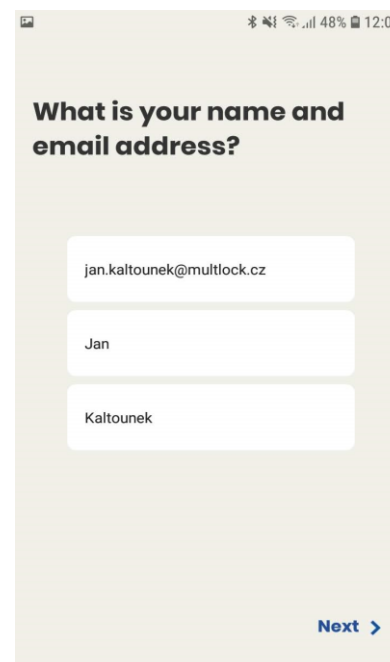 48% 12:0
What is your name and
email address?
jan.kaltounek@multlock.cz
Jan
Kaltounek
Next